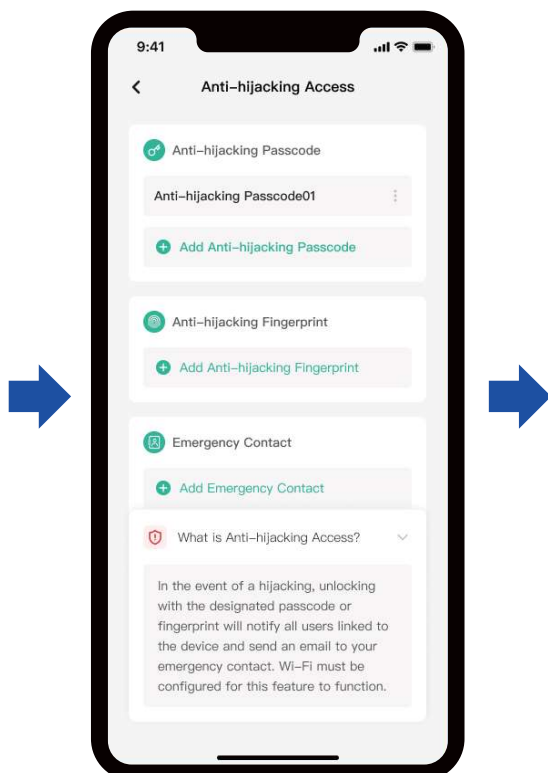 9:41
Anti-hijacking Access
Anti-hijacking Passcode
Anti-hijacking Passcode01
Add Anti-hijacking Passcode
Anti-hijacking Fingerprint
Add Anti-hijacking Fingerprint
Emergency Contact
Add Emergency Contact
What is Anti-hijacking Access?
In the event of a hijacking, unlocking
with the designated passcode or
fingerprint will notify all users linked to
the device and send an email to your
emergency contact. Wi-Fi must be
configured for this feature to function.